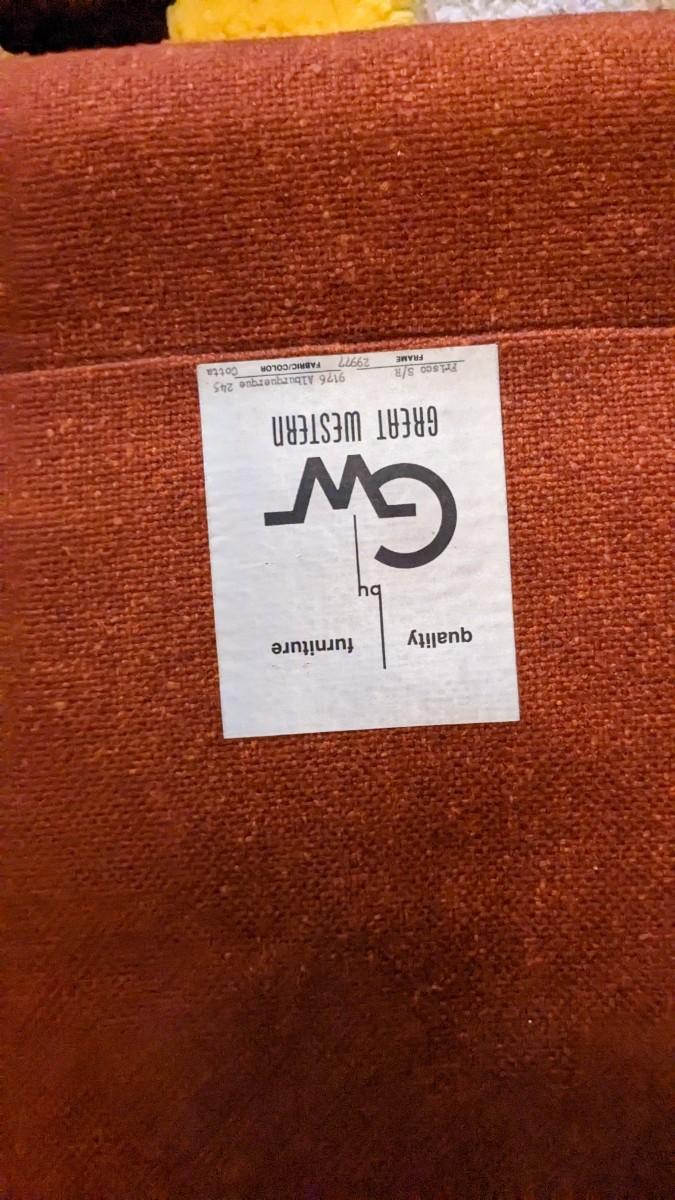 quality furniture
by
GW
GREAT WESTERN
Frisco S/R 9176 Alburquerque 245
FRAME 29977 FABRIC/COLOR Cotta